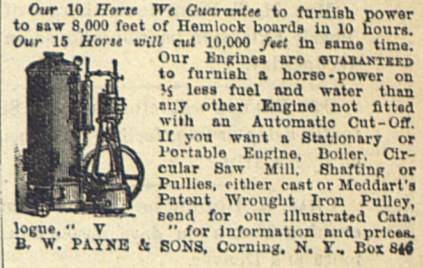 Our 10 Horse We Guarantee to furnish power
to saw 8,000 feet of Hemlock boards in 10 hours.
Our 15 Horse will cut 10,000 feet in same time.
Our Engines are GUARANTEED
to furnish a horse-power on
⅓ less fuel and water than
any other Engine not fitted
with an Automatic Cut-Off.
If you want a Stationary or
Portable Engine, Boiler, Cir-
cular Saw Mill, Shafting or
Pullies, either cast or Meddart's
Patent Wrought Iron Pulley,
send for our illustrated Cata-
logue, " V " for information and prices.
B. W. PAYNE & SONS, Corning, N. Y., Box 846